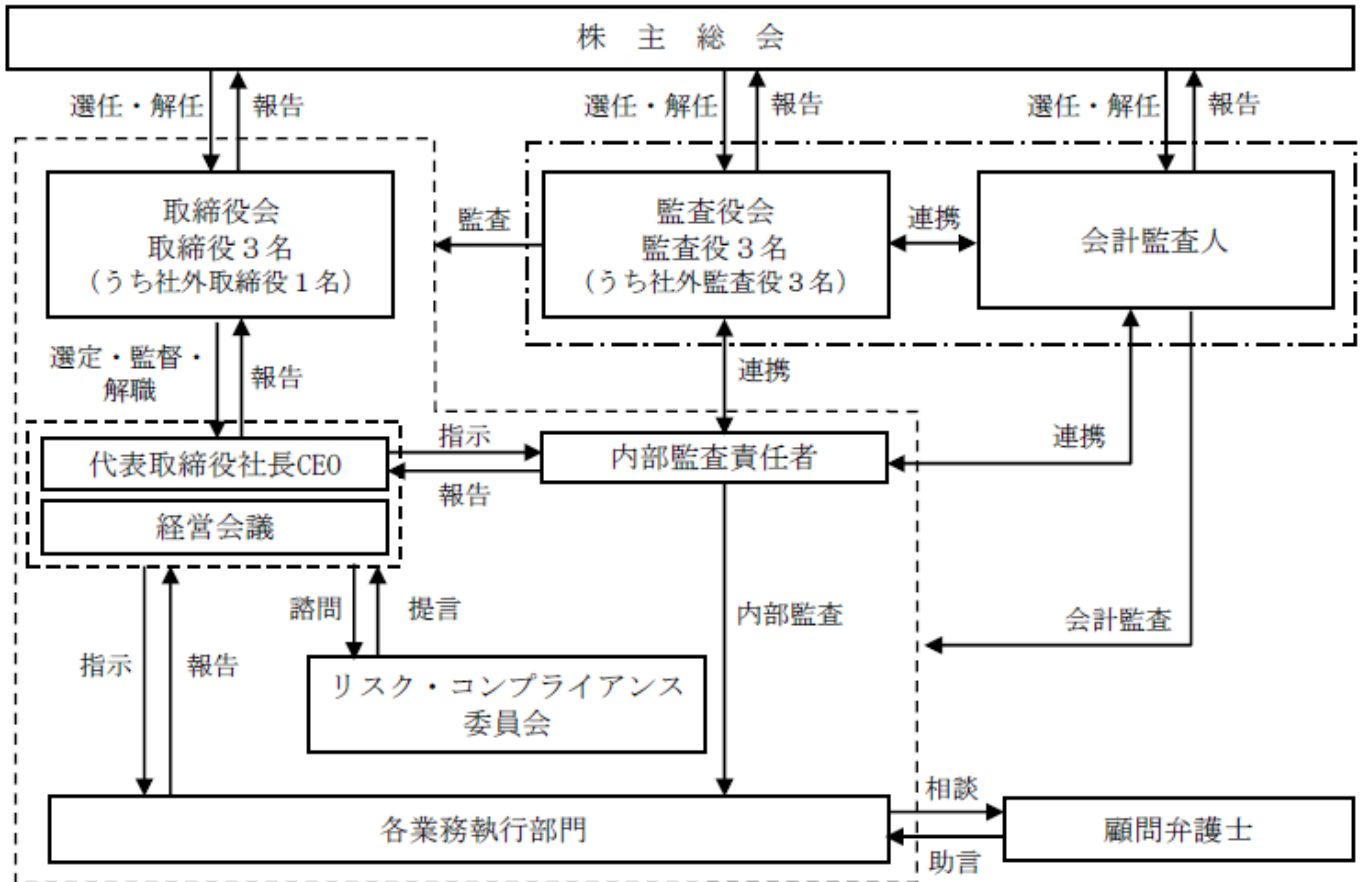 株主総会
選任・解任
報告
選任・解任
報告
選任・解任
報告
取締役会
取締役３名
（うち社外取締役１名）
監査
監査役会
監査役３名
（うち社外監査役３名）
連携
会計監査人
選定・監督・
解職
報告
連携
連携
代表取締役社長CEO
指示
報告
内部監査責任者
経営会議
諮問
提言
内部監査
会計監査
指示
報告
リスク・コンプライアンス
委員会
各業務執行部門
相談
助言
顧問弁護士